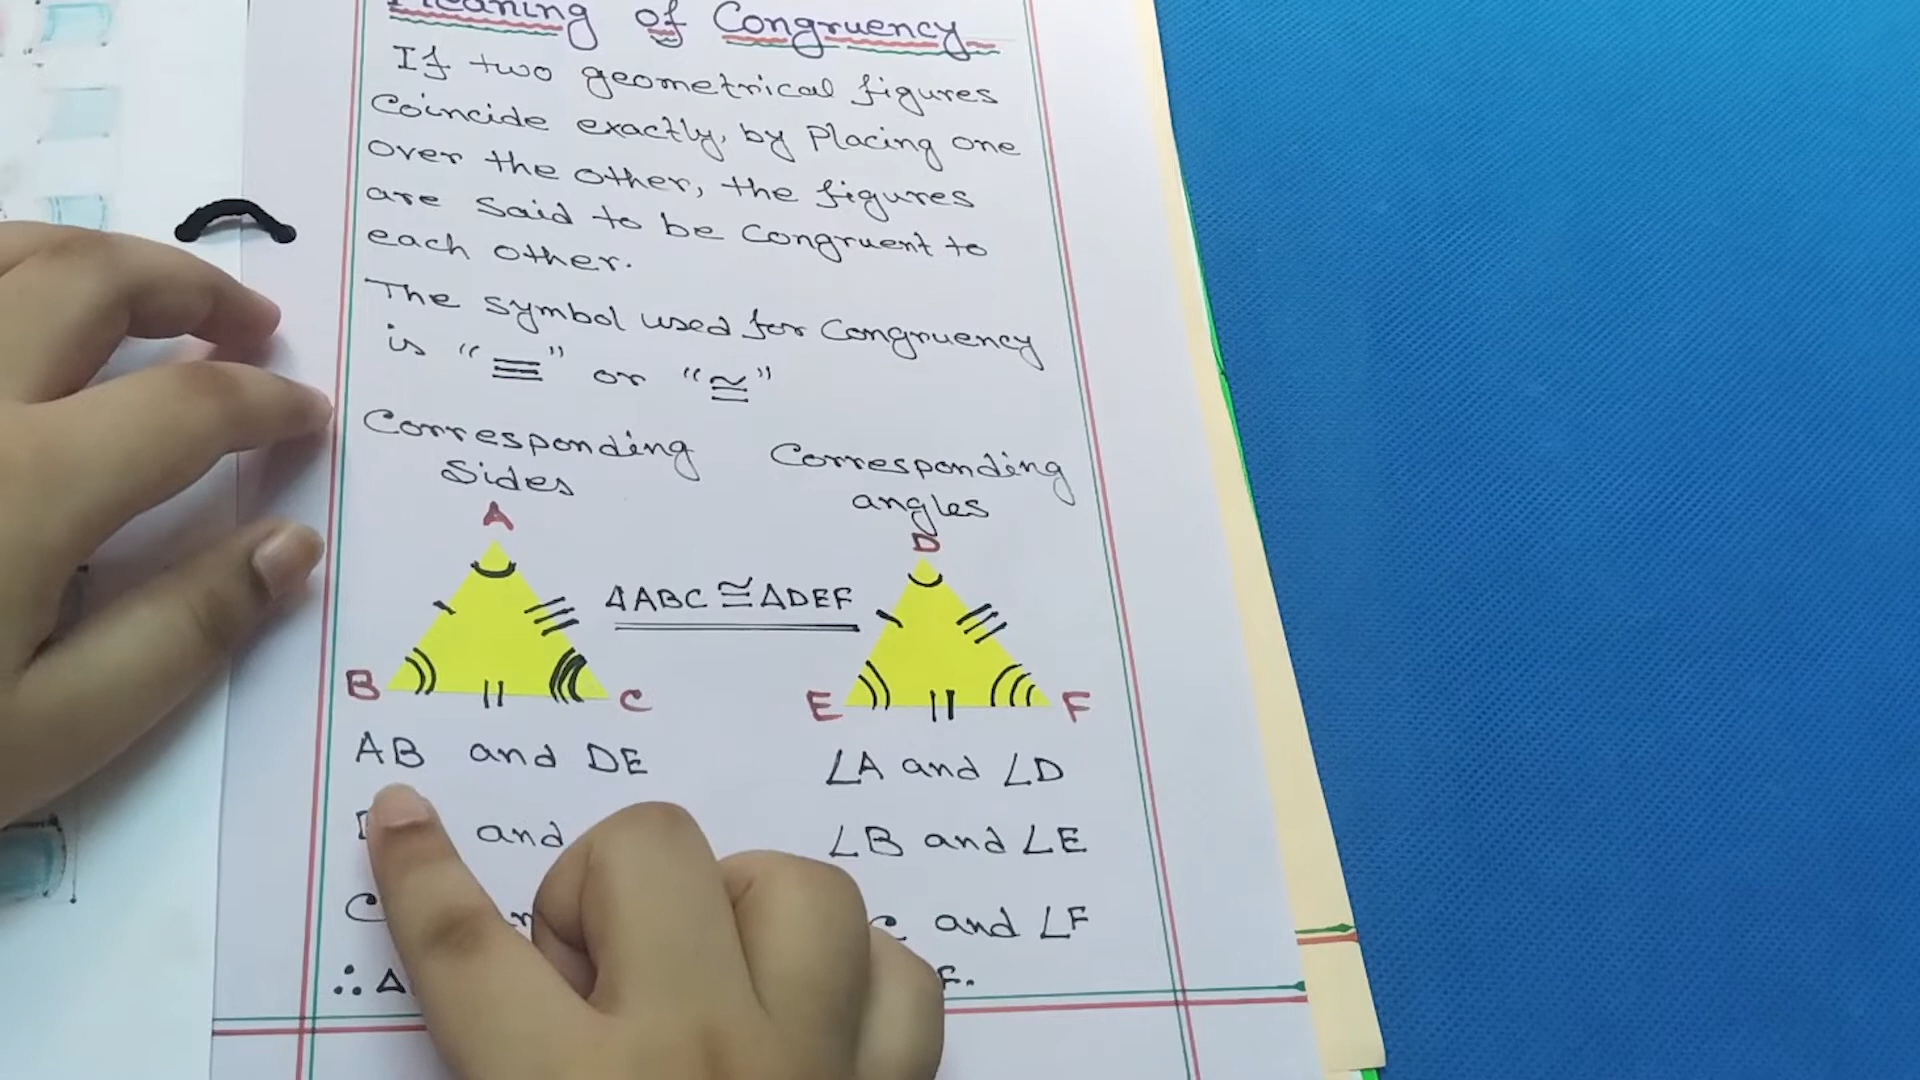 of Congruency
If two geometrical figures
Coincide exactly, by Placing one
over the other, the figures
are said to be Congruent to
each other.
The symbol used for Congruency
is "≡" or "≅"
Corresponding Sides
Corresponding angles
A
D
ΔABC ≅ ΔDEF
B
C
E
F
AB and DE
∠A and ∠D
and
∠B and ∠E
C
and ∠F
∴ Δ
F.